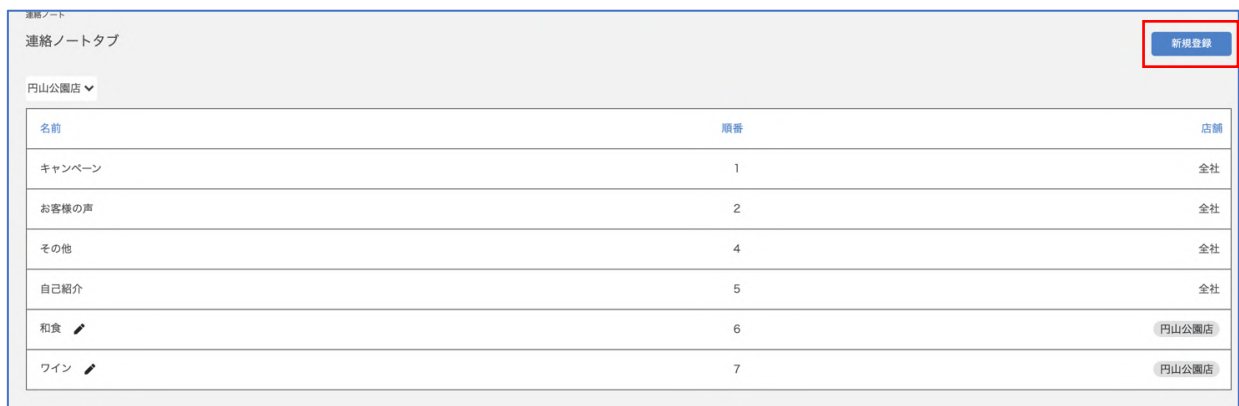 連絡ノート
連絡ノートタブ
新規登録
円山公園店
名前 順番 店舗
キャンペーン 1 全社
お客様の声 2 全社
その他 4 全社
自己紹介 5 全社
和食 6 円山公園店
ワイン 7 円山公園店